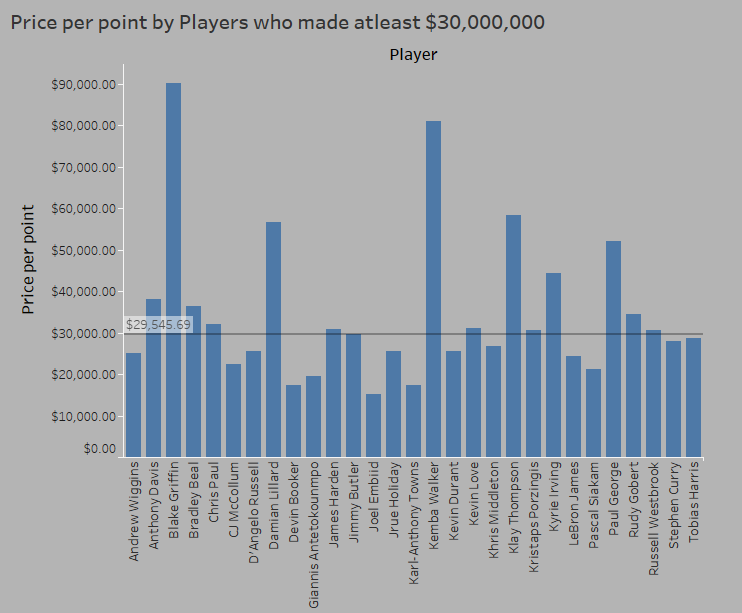 Price per point by Players who made atleast $30,000,000
Player
Price per point
$90,000.00
$80,000.00
$70,000.00
$60,000.00
$50,000.00
$40,000.00
$30,000.00
$20,000.00
$10,000.00
$0.00
$29,545.69
Andrew Wiggins
Anthony Davis
Blake Griffin
Bradley Beal
Chris Paul
CJ McCollum
D'Angelo Russell
Damian Lillard
Devin Booker
Giannis Antetokounmpo
James Harden
Jimmy Butler
Joel Embiid
Jrue Holiday
Karl-Anthony Towns
Kemba Walker
Kevin Durant
Kevin Love
Khris Middleton
Klay Thompson
Kristaps Porzingis
Kyrie Irving
LeBron James
Pascal Siakam
Paul George
Rudy Gobert
Russell Westbrook
Stephen Curry
Tobias Harris